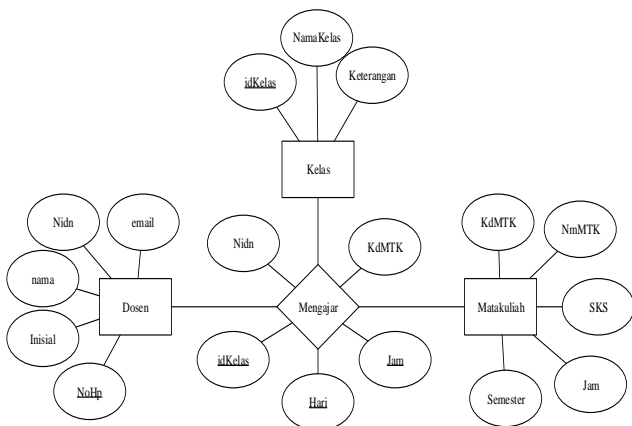 NamaKelas
idKelas
Keterangan
Kelas
Nidn
email
Nidn
KdMTK
KdMTK
NmMTK
nama
Dosen
Mengajar
Matakuliah
SKS
Inisial
idKelas
Jam
NoHp
Hari
Semester
Jam